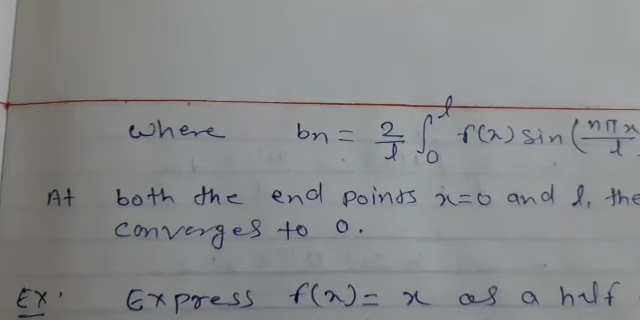 where bn = 2/l ∫₀ˡ f(x) sin (nπx/l
At both the end points x=0 and l, the
converges to 0.
Ex. Express f(x) = x as a half